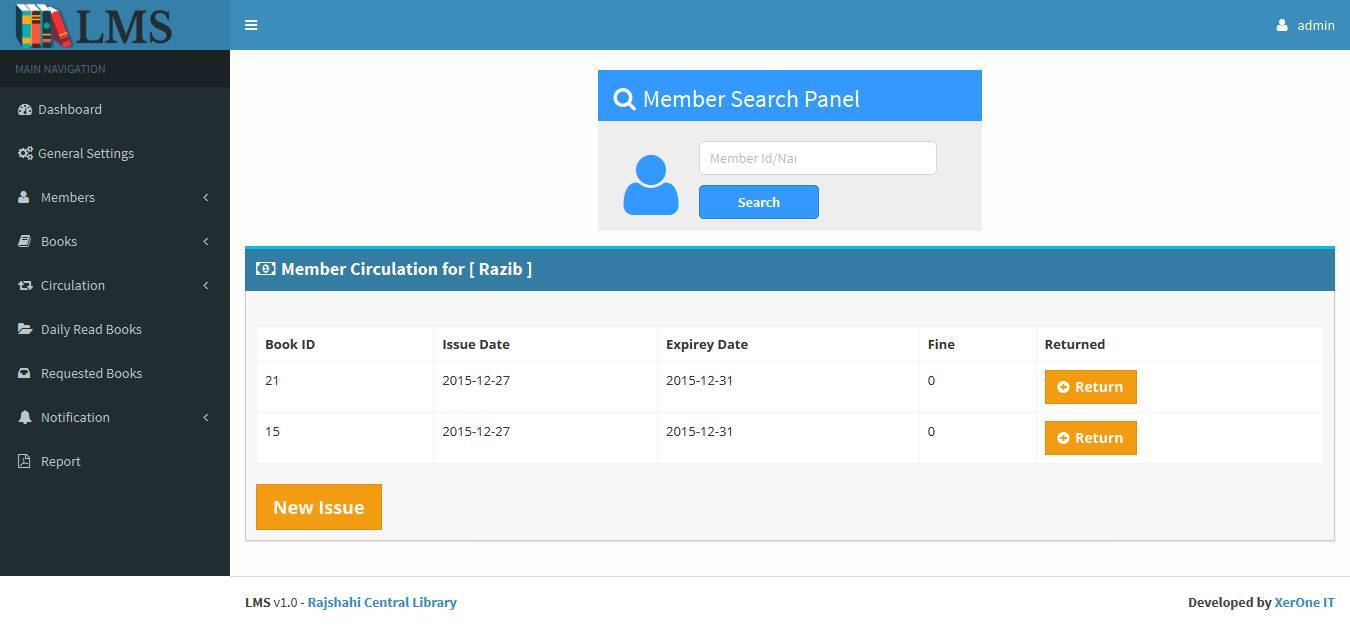 LMS
admin
MAIN NAVIGATION
Dashboard
General Settings
Members
Books
Circulation
Daily Read Books
Requested Books
Notification
Report
Member Search Panel
Member Id/Nar
Search
Member Circulation for [ Razib ]
Book ID Issue Date Expirey Date Fine Returned
21 2015-12-27 2015-12-31 0 Return
15 2015-12-27 2015-12-31 0 Return
New Issue
LMS v1.0 - Rajshahi Central Library
Developed by XerOne IT